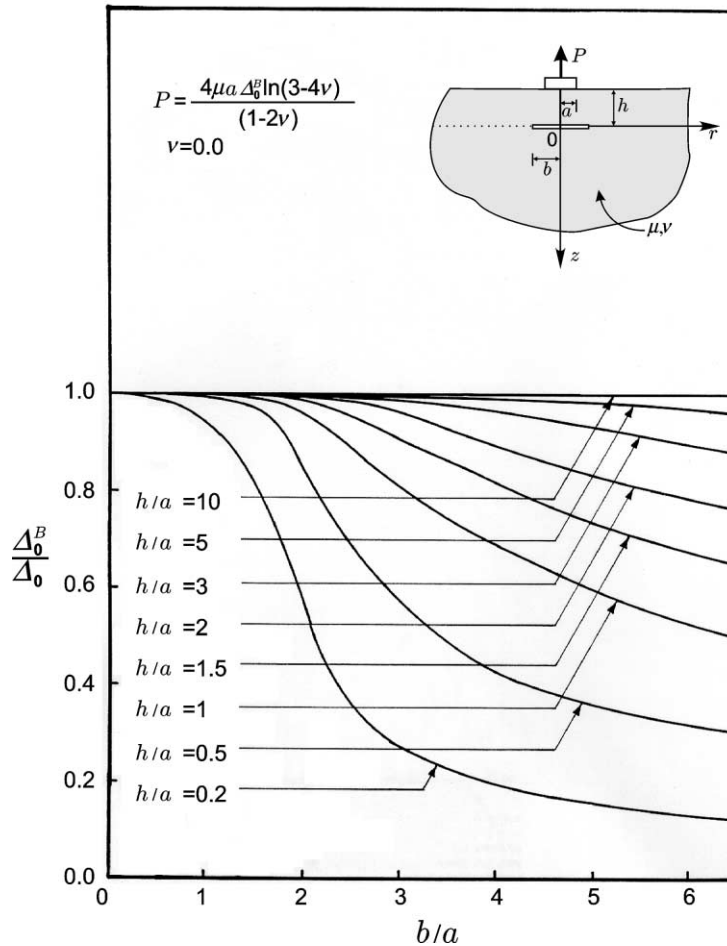 P = 4μaΔ₀ᴮln(3-4ν) / (1-2ν)
ν=0.0
P
a
h
0
r
b
μ,ν
z
1.0
0.8
0.6
0.4
0.2
0.0
Δ₀ᴮ / Δ₀
h/a =10
h/a =5
h/a =3
h/a =2
h/a =1.5
h/a =1
h/a =0.5
h/a =0.2
0 1 2 3 4 5 6
b/a